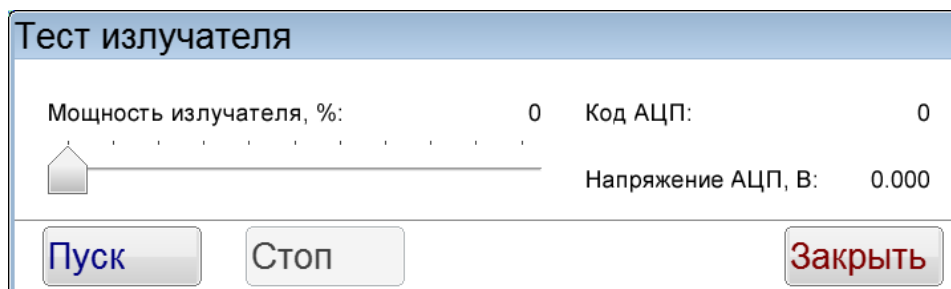 Тест излучателя
Мощность излучателя, %: 0 Код АЦП: 0
Напряжение АЦП, В: 0.000
Пуск Стоп Закрыть